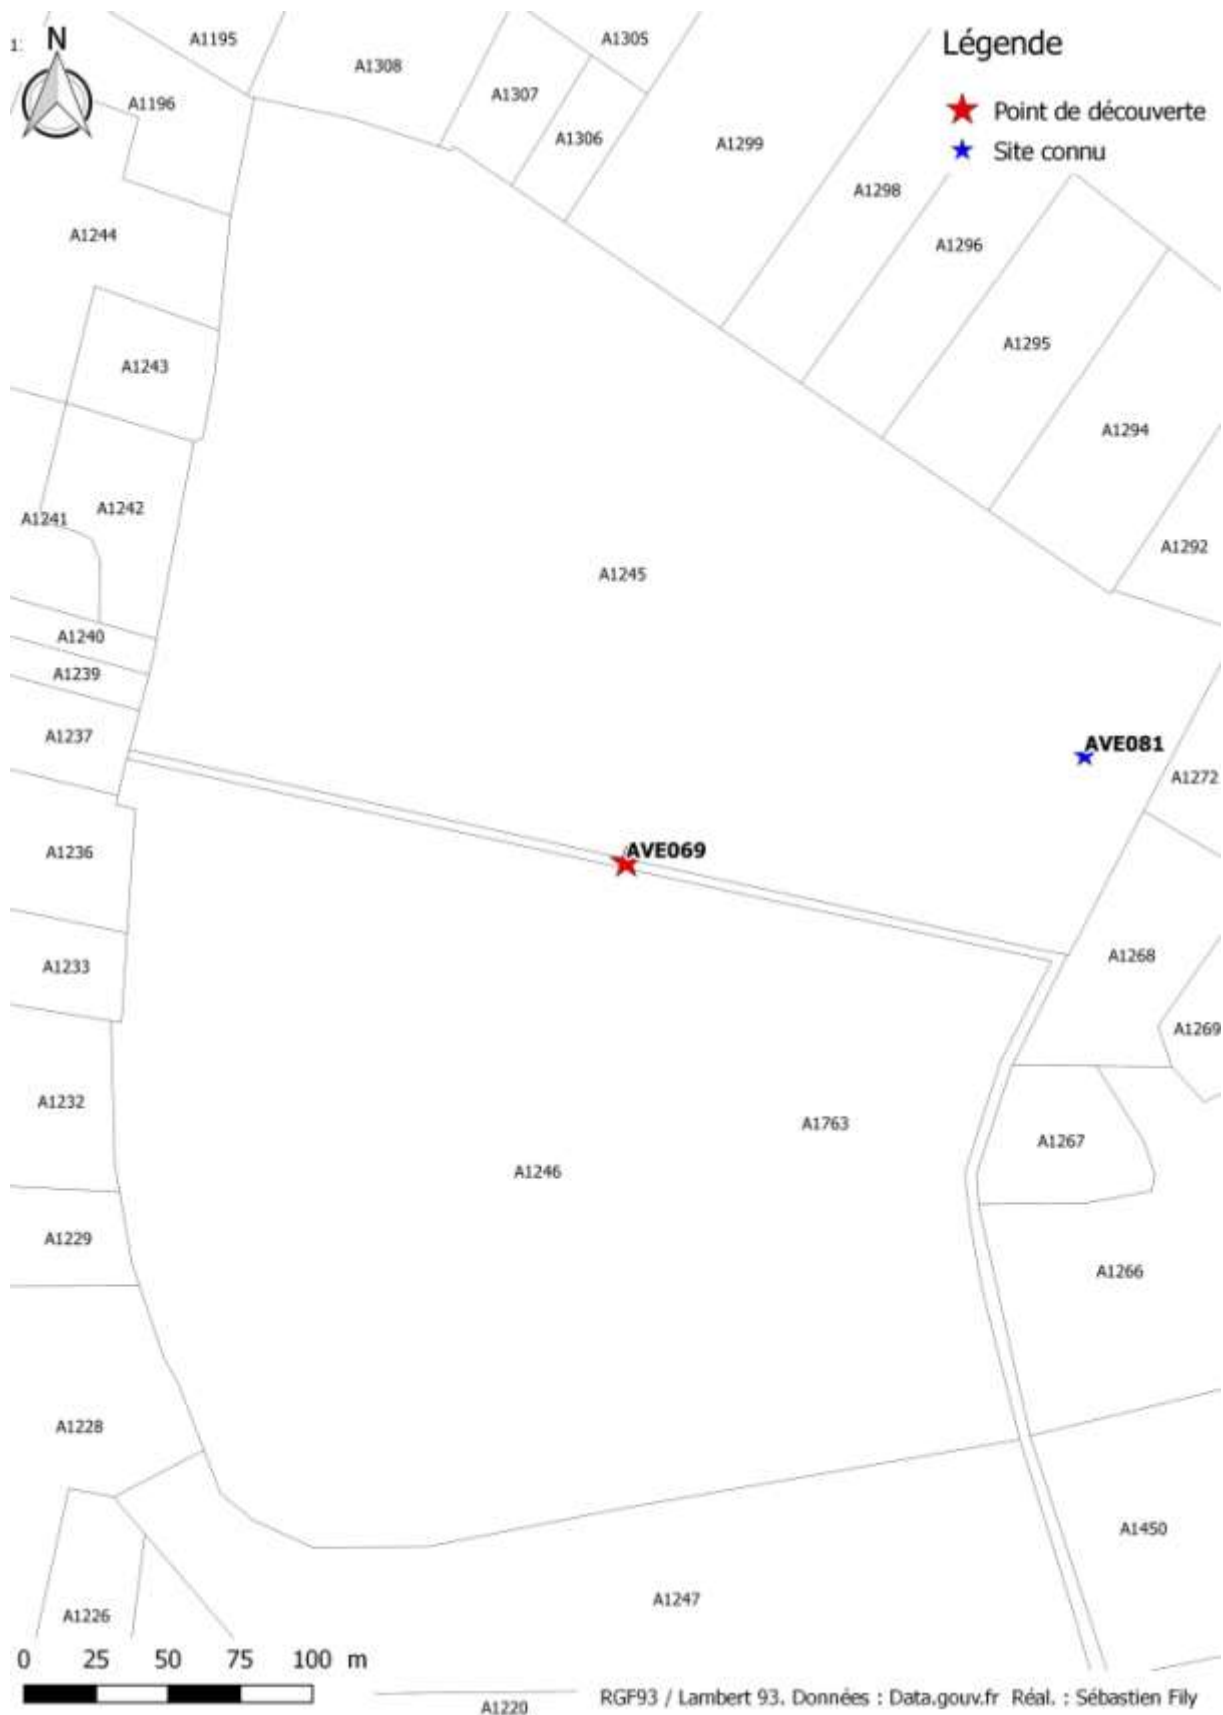 1:
N
A1195
A1308
A1305
Légende
A1196
A1307
A1306
A1299
Point de découverte
Site connu
A1298
A1244
A1296
A1243
A1295
A1294
A1242
A1241
A1292
A1245
A1240
A1239
A1237
AVE081
A1272
A1236
AVE069
A1233
A1268
A1269
A1232
A1763
A1267
A1246
A1229
A1266
A1228
A1450
A1247
A1226
0 25 50 75 100 m
A1220
RGF93 / Lambert 93. Données : Data.gouv.fr Réal. : Sébastien Fily